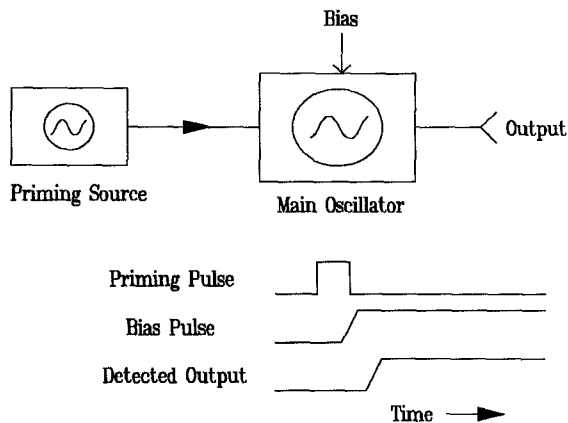 Bias
Output
Priming Source
Main Oscillator
Priming Pulse
Bias Pulse
Detected Output
Time